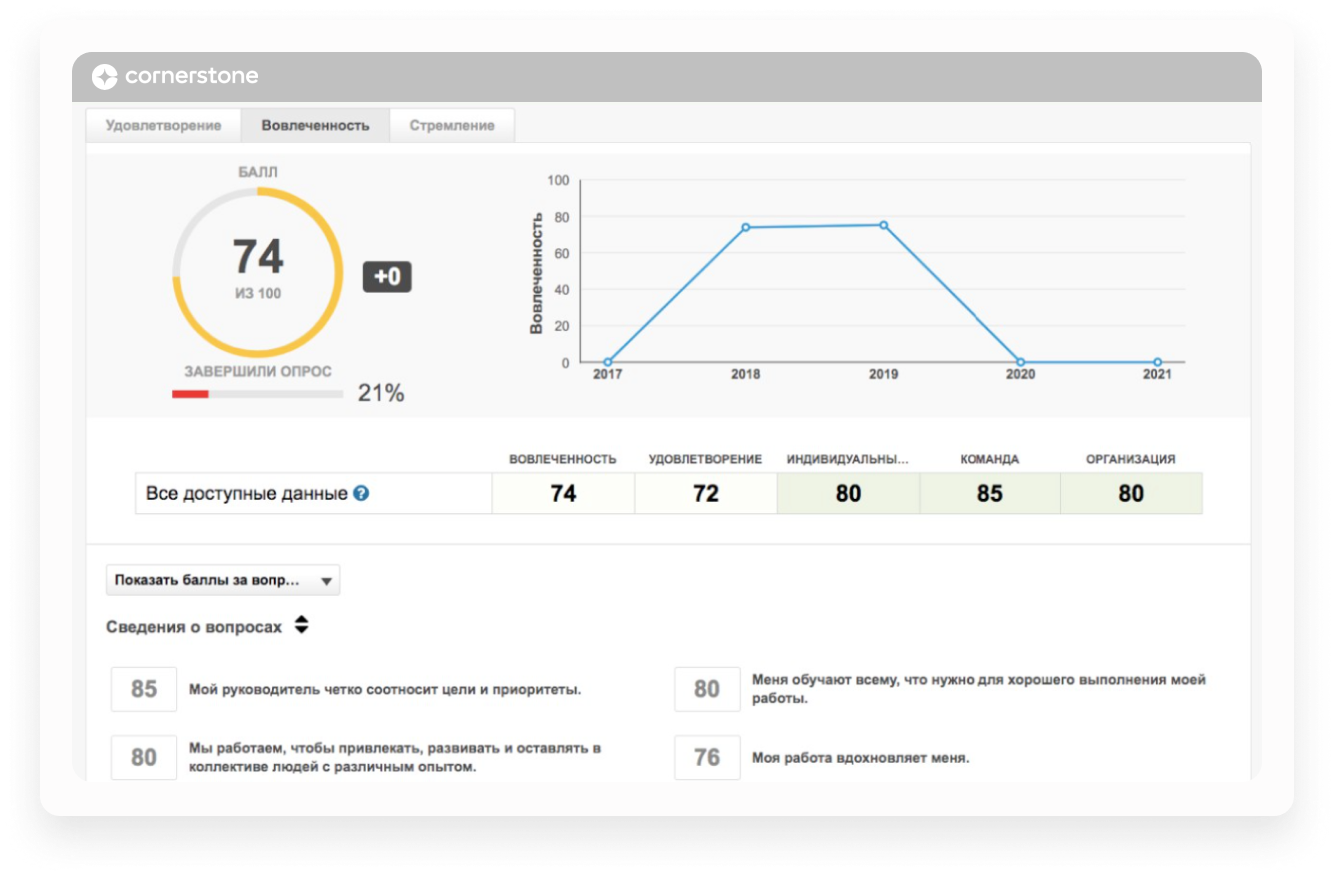 cornerstone
Удовлетворение
Вовлеченность
Стремление
БАЛЛ
74
ИЗ 100
+0
ЗАВЕРШИЛИ ОПРОС
21%
Вовлеченность
100
80
60
40
20
0
2017
2018
2019
2020
2021
ВОВЛЕЧЕННОСТЬ
УДОВЛЕТВОРЕНИЕ
ИНДИВИДУАЛЬНЫ...
КОМАНДА
ОРГАНИЗАЦИЯ
Все доступные данные ?
74
72
80
85
80
Показать баллы за вопр...
Сведения о вопросах
85
Мой руководитель четко соотносит цели и приоритеты.
80
Меня обучают всему, что нужно для хорошего выполнения моей
работы.
80
Мы работаем, чтобы привлекать, развивать и оставлять в
коллективе людей с различным опытом.
76
Моя работа вдохновляет меня.